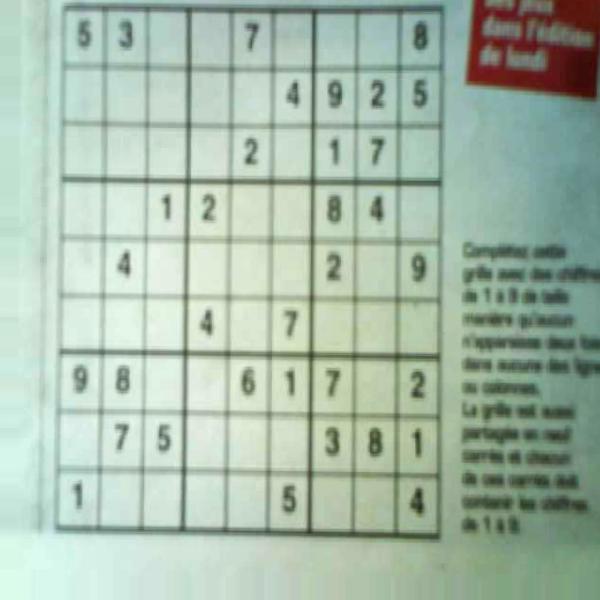 des jeux
dans l'édition
de lundi
5 3 7 8
4 9 2 5
2 1 7
1 2 8 4
4 2 9
4 7
9 8 6 1 7 2
7 5 3 8 1
1 5 4
Complétez cette
grille avec des chiffres
de 1 à 9 de telle
manière qu'aucun
n'apparaisse deux fois
dans aucune des lignes
ou colonnes.
La grille est aussi
partagée en neuf
carrés et chacun
de ces carrés doit
contenir les chiffres
de 1 à 9.